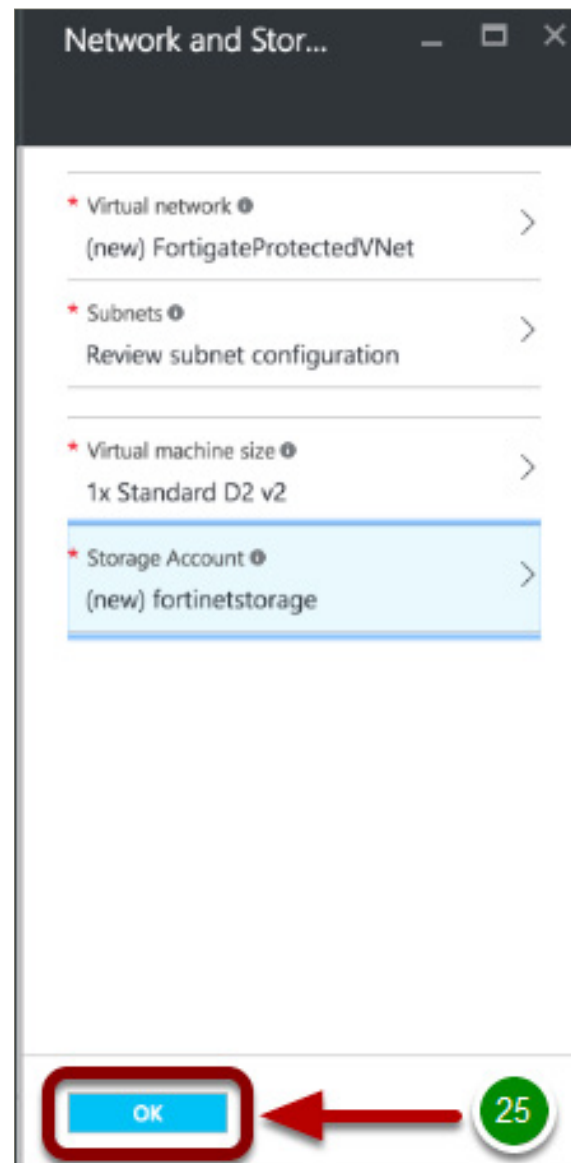 Network and Stor...
* Virtual network
(new) FortigateProtectedVNet
* Subnets
Review subnet configuration
* Virtual machine size
1x Standard D2 v2
* Storage Account
(new) fortinetstorage
OK
25